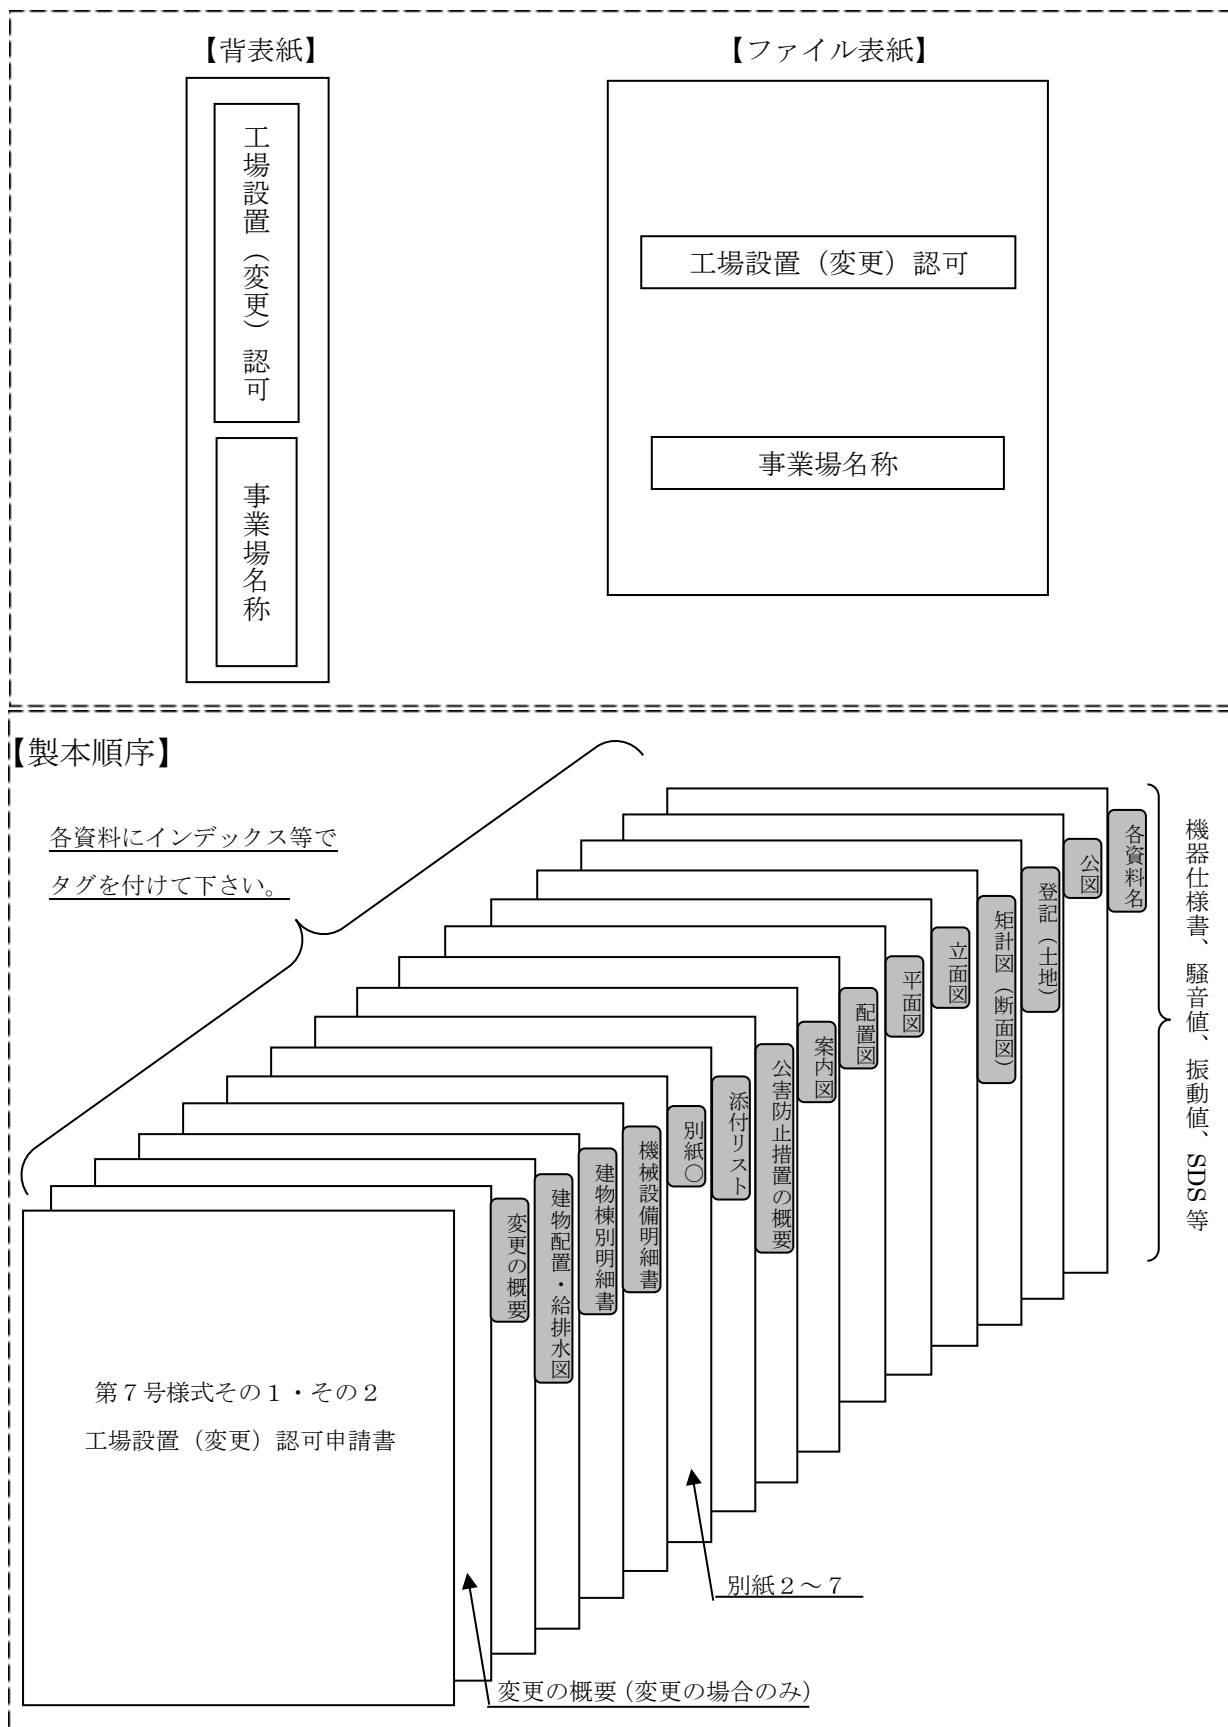 【背表紙】
【ファイル表紙】
工場設置（変更）認可
事業場名称
工場設置（変更）認可
事業場名称
【製本順序】
各資料にインデックス等で
タグを付けて下さい。
第７号様式その１・その２
工場設置（変更）認可申請書
変更の概要
建物配置・給排水図
建物棟別明細書
機械設備明細書
別紙〇
添付リスト
公害防止措置の概要
案内図
配置図
平面図
立面図
矩計図（断面図）
登記（土地）
公図
各資料名
機器仕様書、騒音値、振動値、SDS 等
別紙２～７
変更の概要（変更の場合のみ）